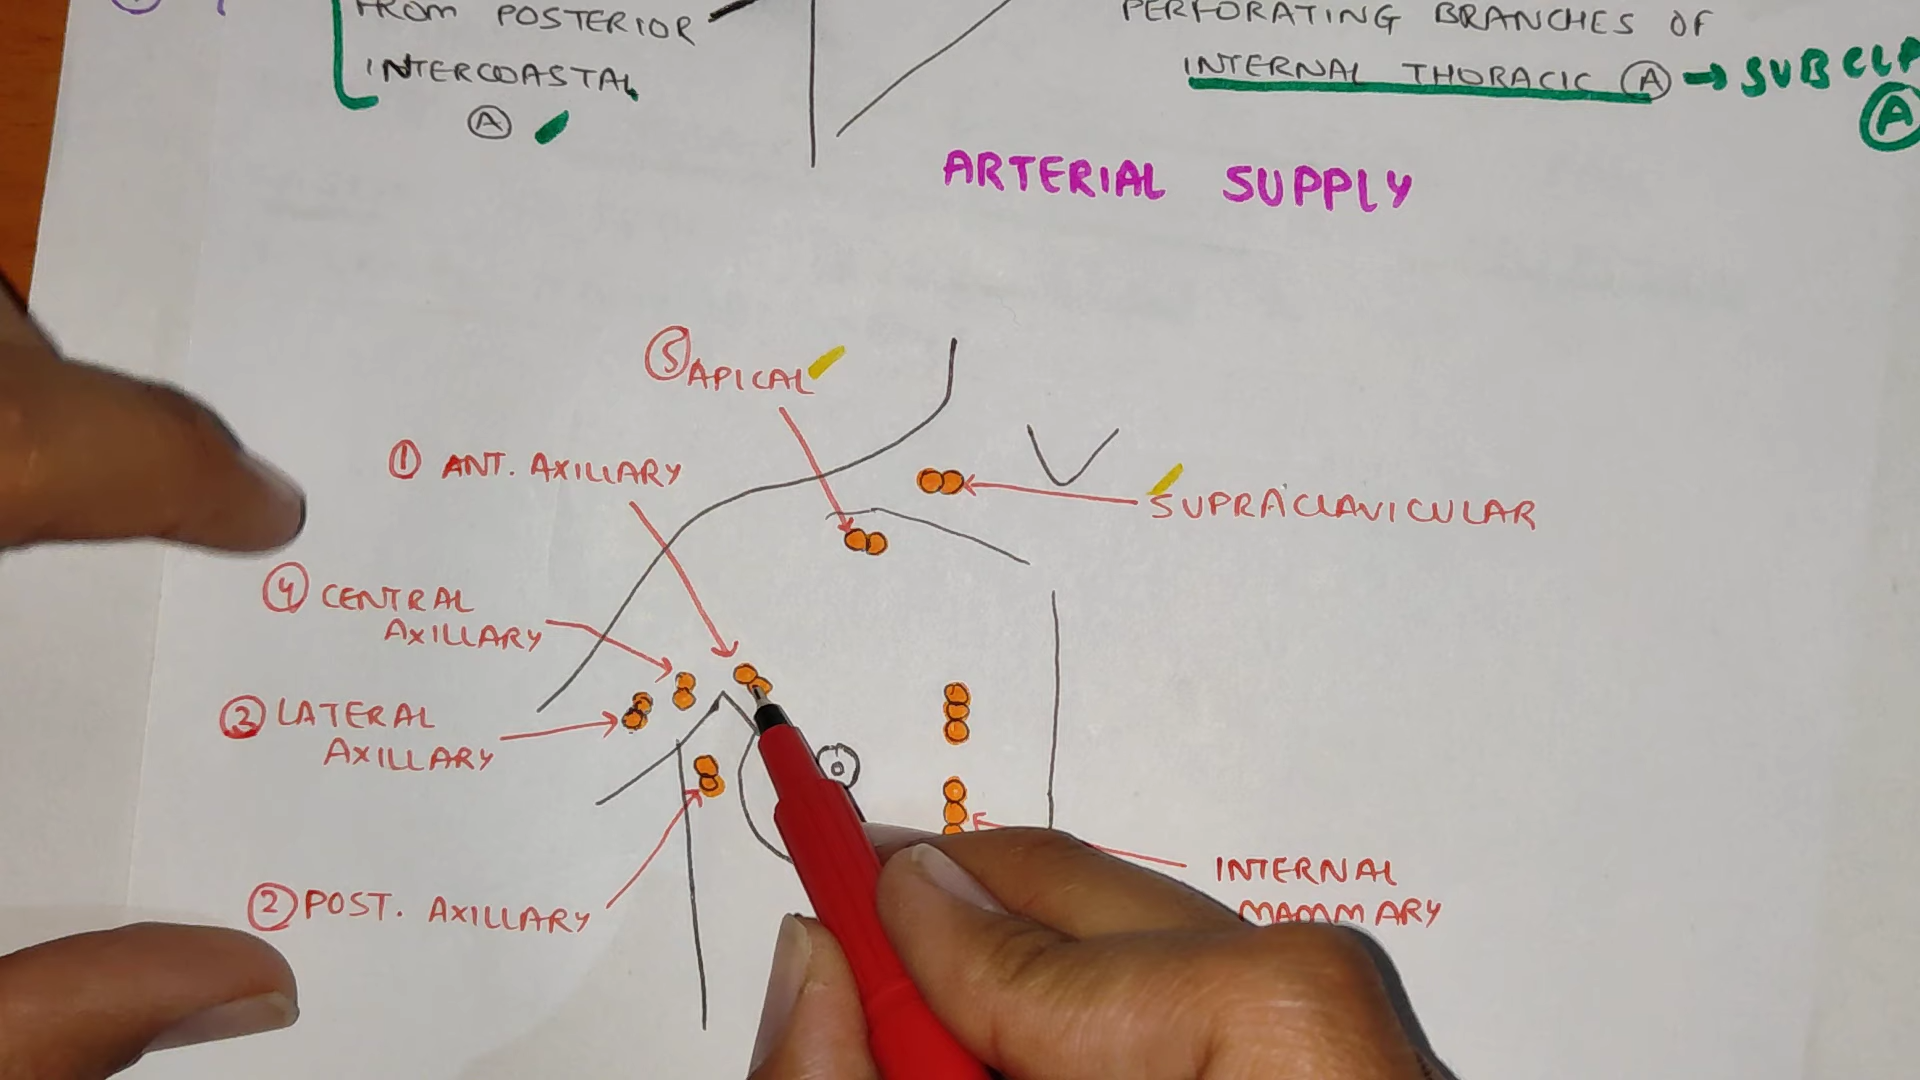 FROM POSTERIOR
INTERCOASTAL
A
PERFORATING BRANCHES OF
INTERNAL THORACIC A → SUBCLA
A
ARTERIAL SUPPLY
5 APICAL
1 ANT. AXILLARY
SUPRACLAVICULAR
4 CENTRAL
AXILLARY
3 LATERAL
AXILLARY
2 POST. AXILLARY
INTERNAL
MAMMARY